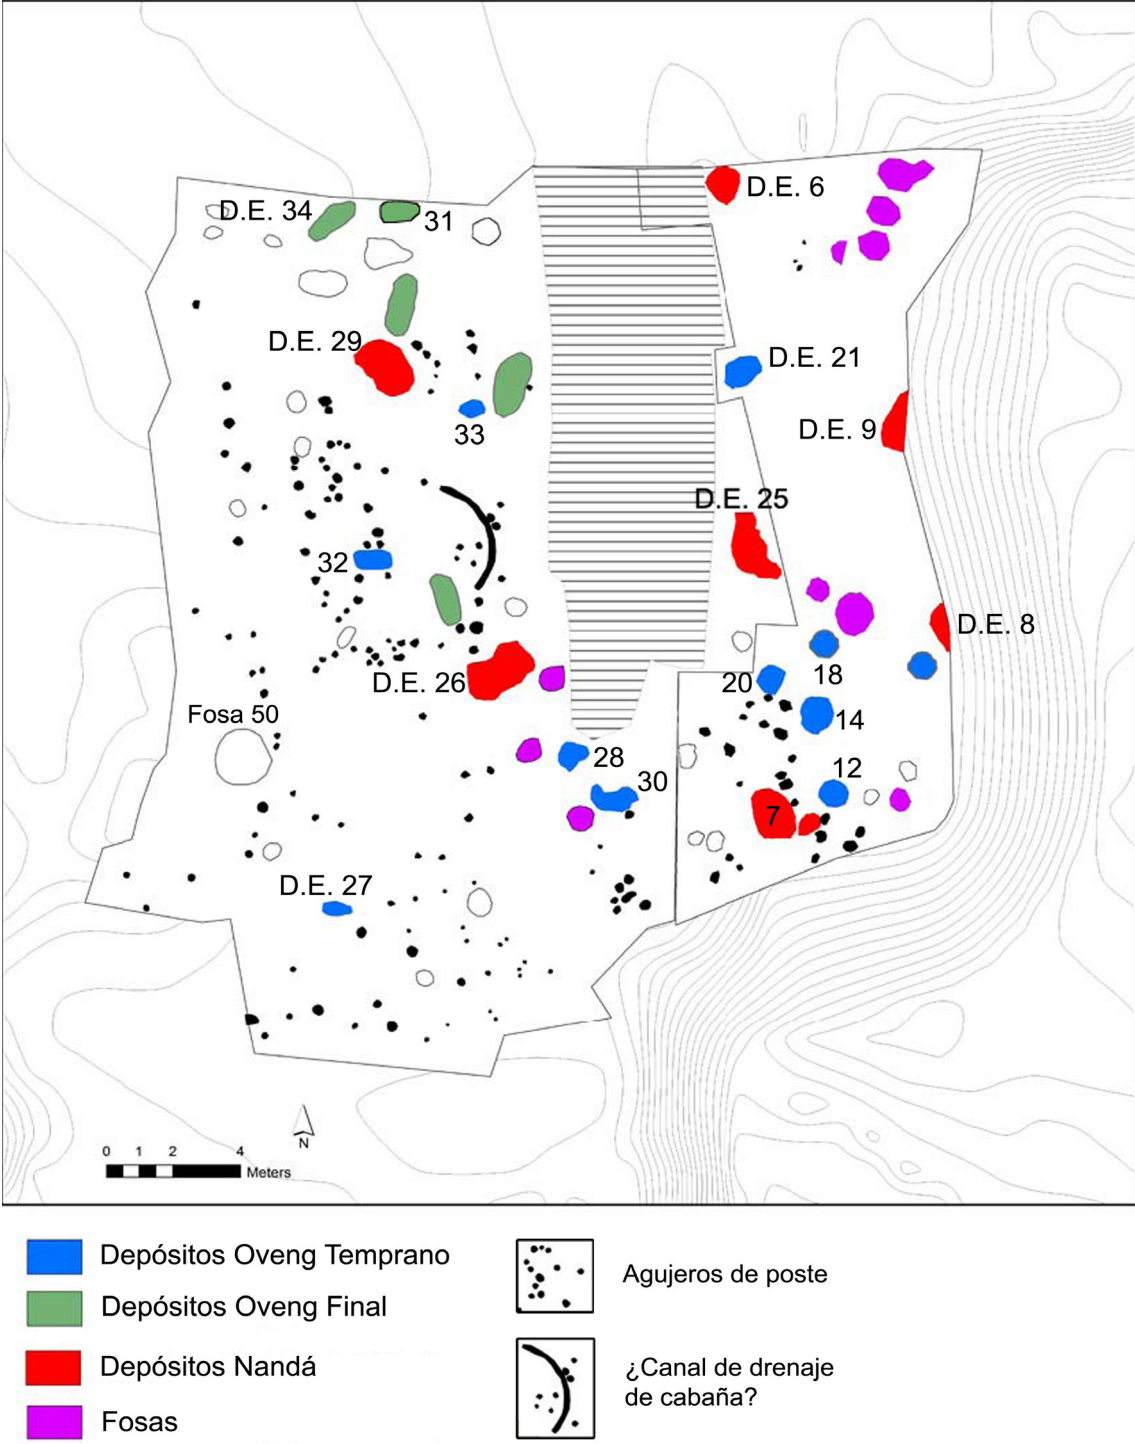 D.E. 6
D.E. 34
31
D.E. 29
D.E. 21
33
D.E. 9
D.E. 25
32
D.E. 8
18
D.E. 26
20
Fosa 50
14
28
12
30
7
D.E. 27
N
0 1 2 4
Meters
Depósitos Oveng Temprano
Depósitos Oveng Final
Depósitos Nandá
Fosas
Agujeros de poste
¿Canal de drenaje
de cabaña?